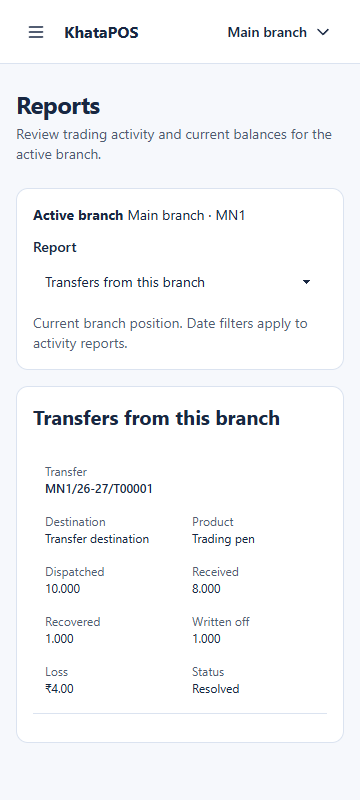 KhataPOS
Main branch
Reports
Review trading activity and current balances for the
active branch.
Active branch Main branch · MN1
Report
Transfers from this branch
Current branch position. Date filters apply to
activity reports.
Transfers from this branch
Transfer
MN1/26-27/T00001
Destination
Transfer destination
Product
Trading pen
Dispatched
10.000
Received
8.000
Recovered
1.000
Written off
1.000
Loss
₹4.00
Status
Resolved